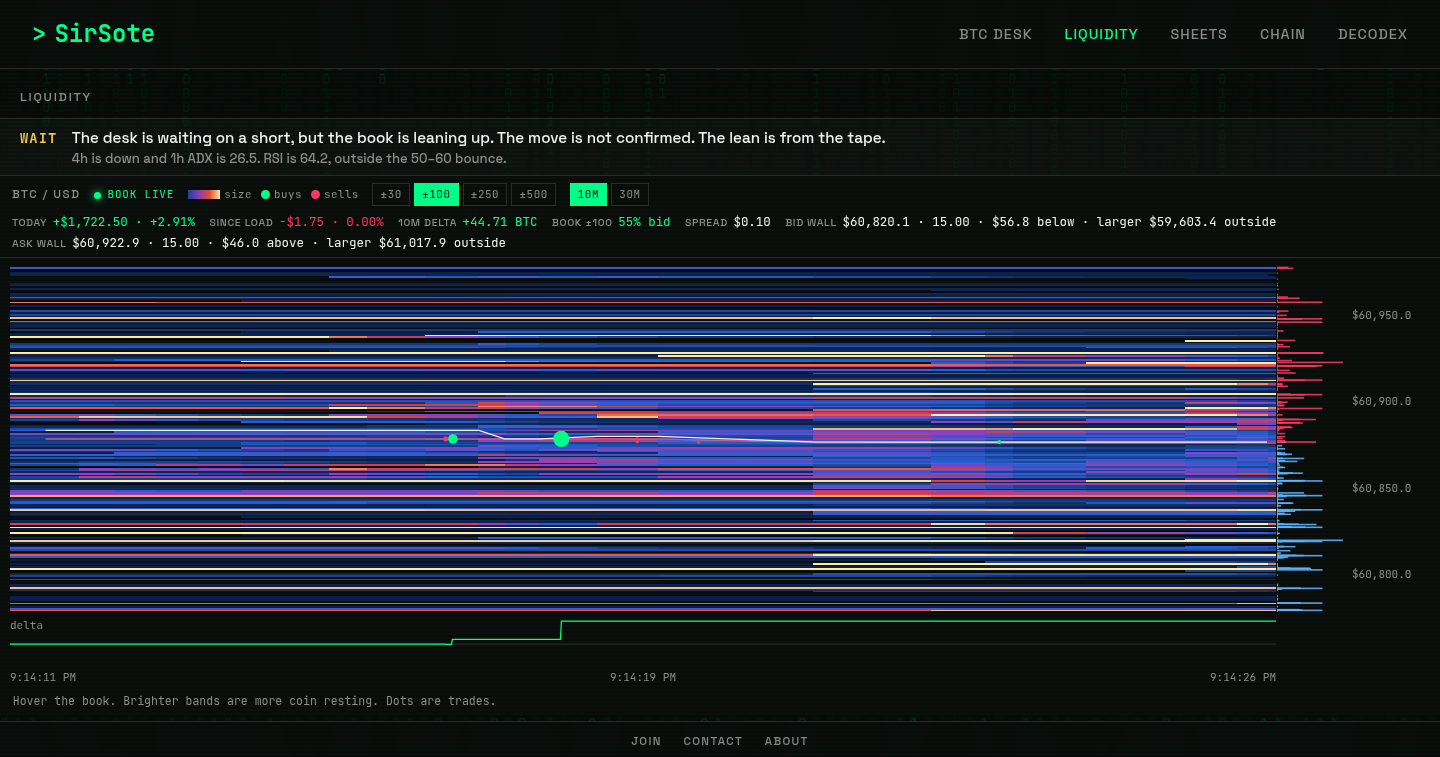 > SirSote
BTC DESK LIQUIDITY SHEETS CHAIN DECODEX
LIQUIDITY
WAIT The desk is waiting on a short, but the book is leaning up. The move is not confirmed. The lean is from the tape.
4h is down and 1h ADX is 26.5. RSI is 64.2, outside the 50–60 bounce.
BTC / USD BOOK LIVE size buys sells ±30 ±100 ±250 ±500 10M 30M
TODAY +$1,722.50 · +2.91% SINCE LOAD -$1.75 · 0.00% 10M DELTA +44.71 BTC BOOK ±100 55% bid SPREAD $0.10 BID WALL $60,820.1 · 15.00 · $56.8 below · larger $59,603.4 outside
ASK WALL $60,922.9 · 15.00 · $46.0 above · larger $61,017.9 outside
$60,950.0
$60,900.0
$60,850.0
$60,800.0
delta
9:14:11 PM 9:14:19 PM 9:14:26 PM
Hover the book. Brighter bands are more coin resting. Dots are trades.
JOIN CONTACT ABOUT